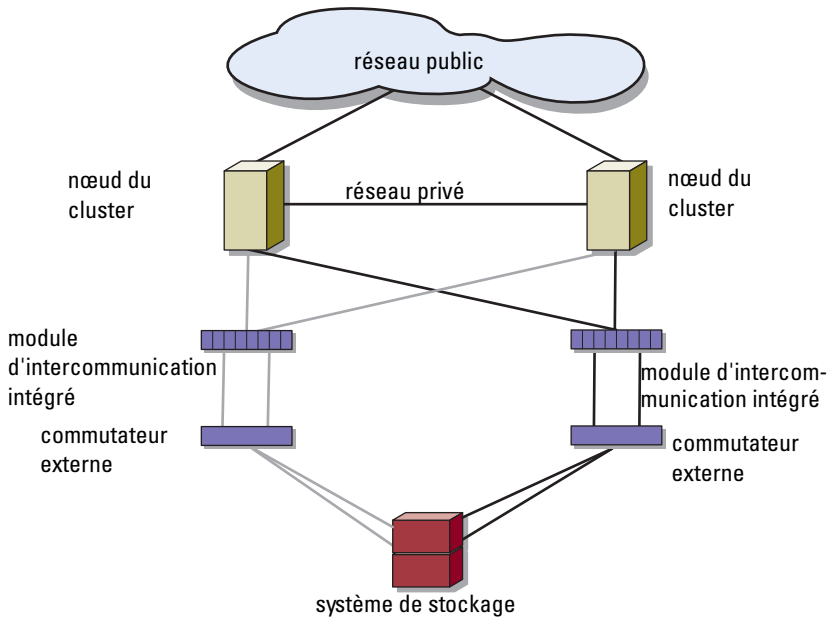 réseau public
nœud du
cluster
réseau privé
nœud du
cluster
module
d'intercommunication
intégré
module d'intercom-
munication intégré
commutateur
externe
commutateur
externe
système de stockage